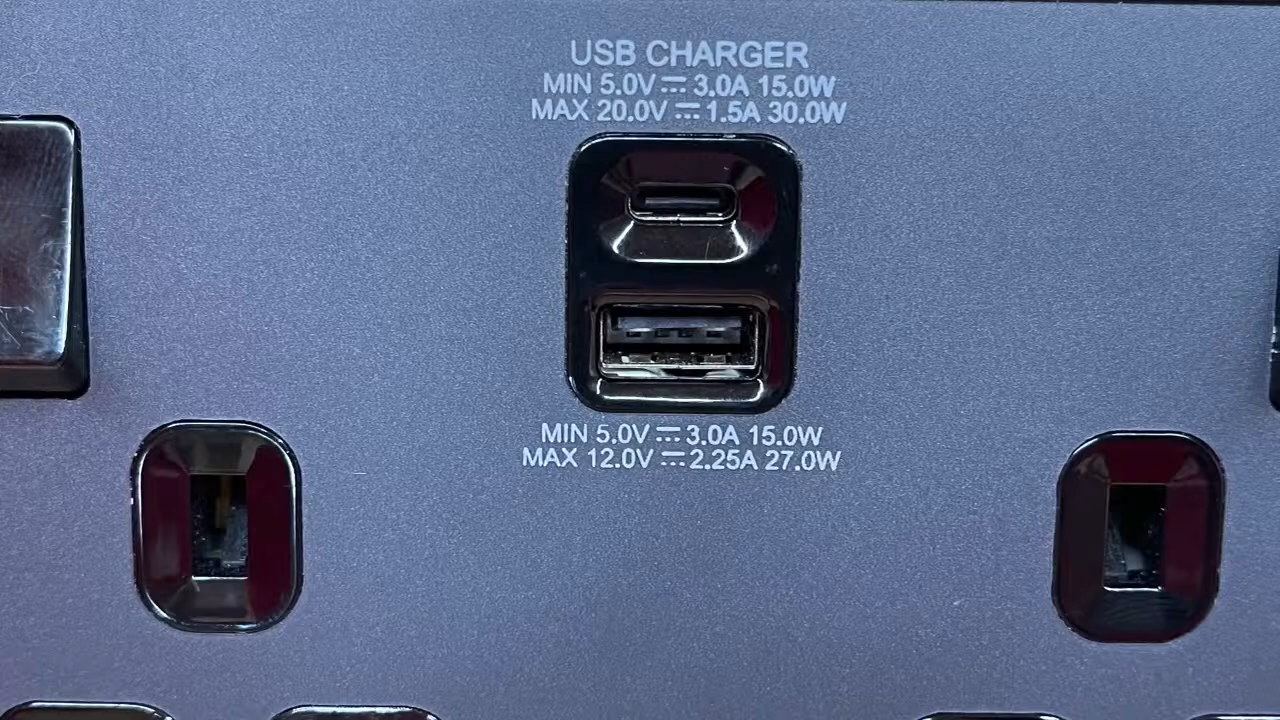 USB CHARGER
MIN 5.0V ⎓ 3.0A 15.0W
MAX 20.0V ⎓ 1.5A 30.0W
MIN 5.0V ⎓ 3.0A 15.0W
MAX 12.0V ⎓ 2.25A 27.0W